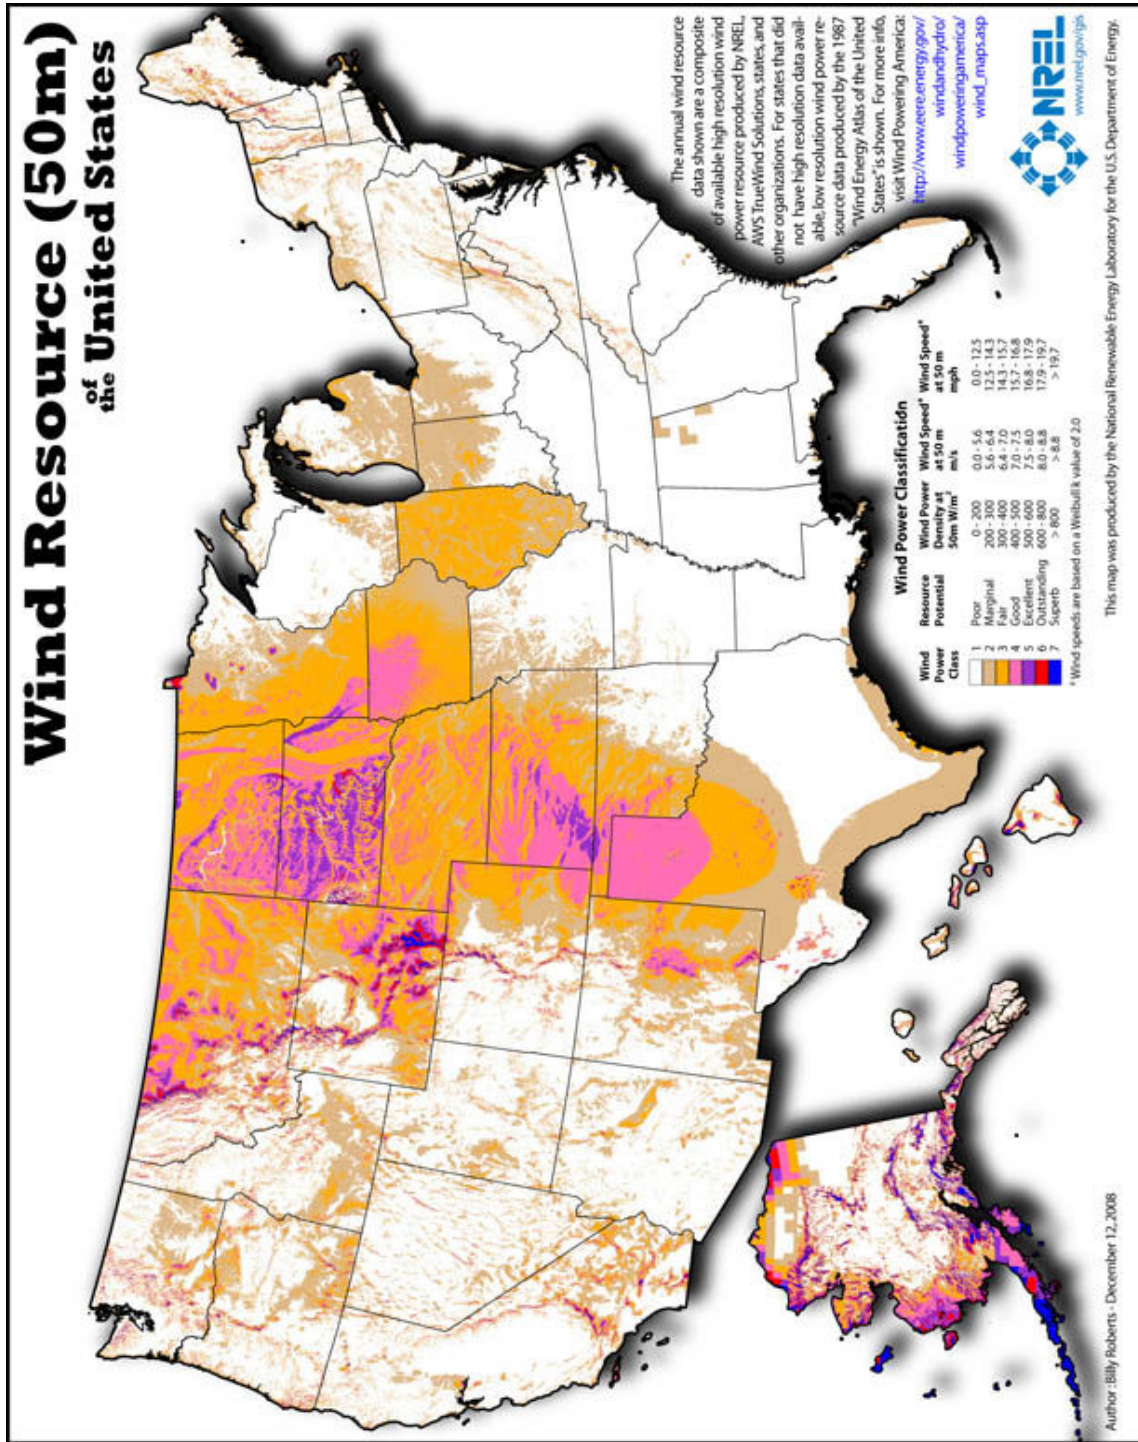 Wind Resource (50m)
of
the United States
The annual wind resource
data shown are a composite
of available high resolution wind
power resource produced by NREL,
AWS TrueWind Solutions, states, and
other organizations. For states that did
not have high resolution data avail-
able, low resolution wind power re-
source data produced by the 1987
"Wind Energy Atlas of the United
States" is shown. For more info,
visit Wind Powering America:
http://www.eere.energy.gov/
windandhydro/
windpoweringamerica/
wind_maps.asp
Wind Power Classification
Wind Resource Wind Power Wind Speed* Wind Speed*
Power Potential Density at at 50 m at 50 m
Class 50m W/m² m/s mph
1 Poor 0 - 200 0.0 - 5.6 0.0 - 12.5
2 Marginal 200 - 300 5.6 - 6.4 12.5 - 14.3
3 Fair 300 - 400 6.4 - 7.0 14.3 - 15.7
4 Good 400 - 500 7.0 - 7.5 15.7 - 16.8
5 Excellent 500 - 600 7.5 - 8.0 16.8 - 17.9
6 Outstanding 600 - 800 8.0 - 8.8 17.9 - 19.7
7 Superb > 800 > 8.8 > 19.7
* Wind speeds are based on a Weibull k value of 2.0
NREL
www.nrel.gov/gis
Author : Billy Roberts - December 12, 2008
This map was produced by the National Renewable Energy Laboratory for the U.S. Department of Energy.